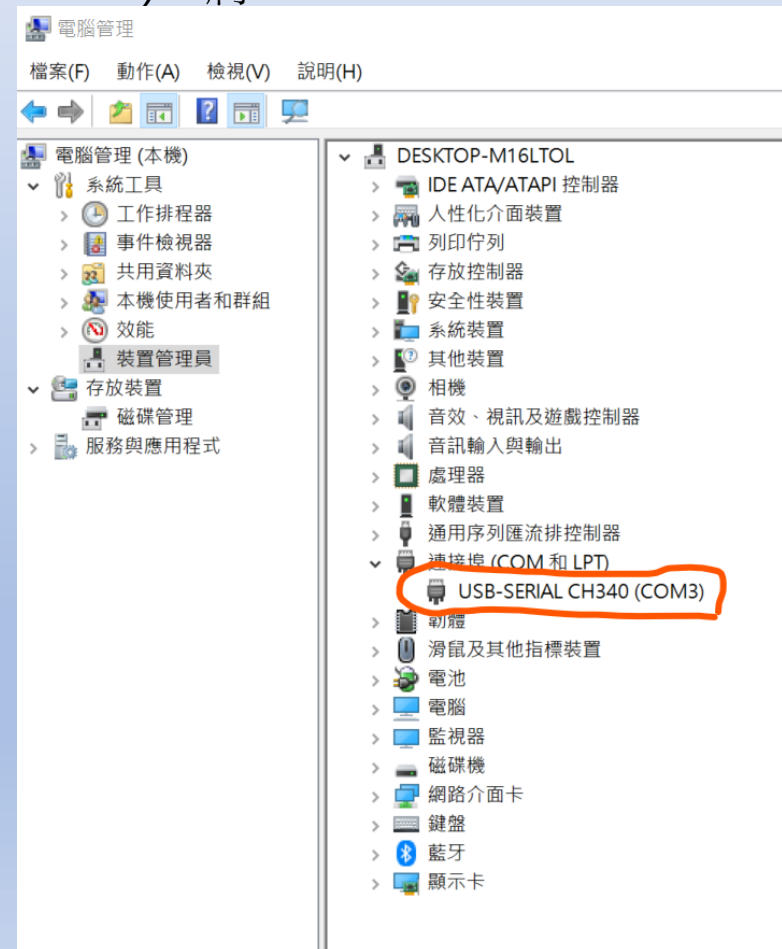 電腦管理
檔案(F) 動作(A) 檢視(V) 說明(H)
電腦管理 (本機)
系統工具
工作排程器
事件檢視器
共用資料夾
本機使用者和群組
效能
裝置管理員
存放裝置
磁碟管理
服務與應用程式
DESKTOP-M16LTOL
IDE ATA/ATAPI 控制器
人性化介面裝置
列印佇列
存放控制器
安全性裝置
系統裝置
其他裝置
相機
音效、視訊及遊戲控制器
音訊輸入與輸出
處理器
軟體裝置
通用序列匯流排控制器
連接埠 (COM 和 LPT)
USB-SERIAL CH340 (COM3)
韌體
滑鼠及其他指標裝置
電池
電腦
監視器
磁碟機
網路介面卡
鍵盤
藍牙
顯示卡